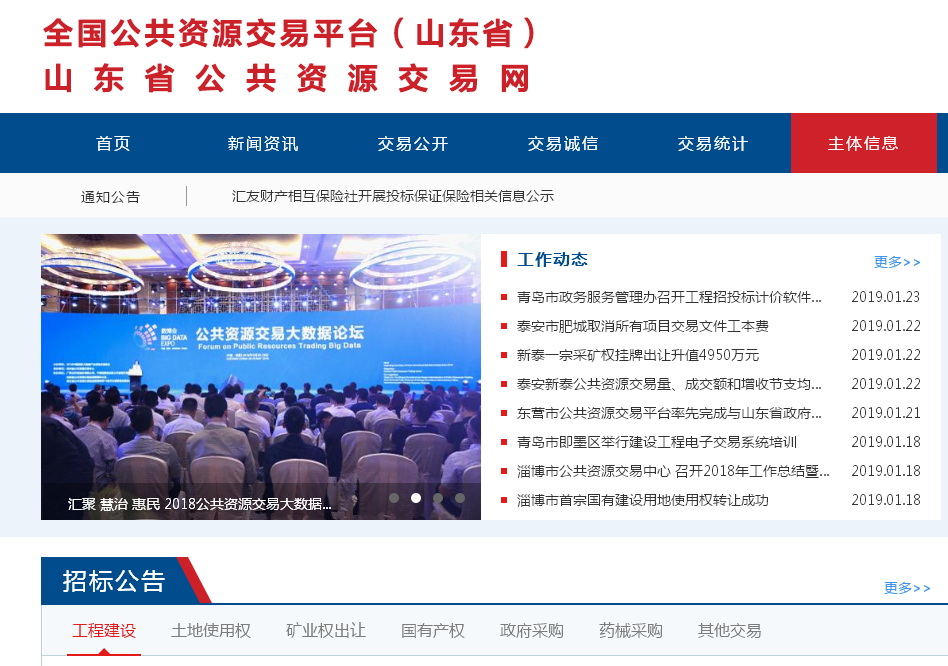 全国公共资源交易平台（山东省）
山东省公共资源交易网
首页 新闻资讯 交易公开 交易诚信 交易统计 主体信息
通知公告 汇友财产相互保险社开展投标保证保险相关信息公示
数博会
BIG DATA
EXPO
公共资源交易大数据论坛
Forum on Public Resources Trading Big Data
汇聚 慧治 惠民 2018公共资源交易大数据...
工作动态 更多>>
青岛市政务服务管理办召开工程招投标计价软件... 2019.01.23
泰安市肥城取消所有项目交易文件工本费 2019.01.22
新泰一宗采矿权挂牌出让升值4950万元 2019.01.22
泰安新泰公共资源交易量、成交额和增收节支均... 2019.01.22
东营市公共资源交易平台率先完成与山东省政府... 2019.01.21
青岛市即墨区举行建设工程电子交易系统培训 2019.01.18
淄博市公共资源交易中心 召开2018年工作总结暨... 2019.01.18
淄博市首宗国有建设用地使用权转让成功 2019.01.18
招标公告 更多>>
工程建设 土地使用权 矿业权出让 国有产权 政府采购 药械采购 其他交易